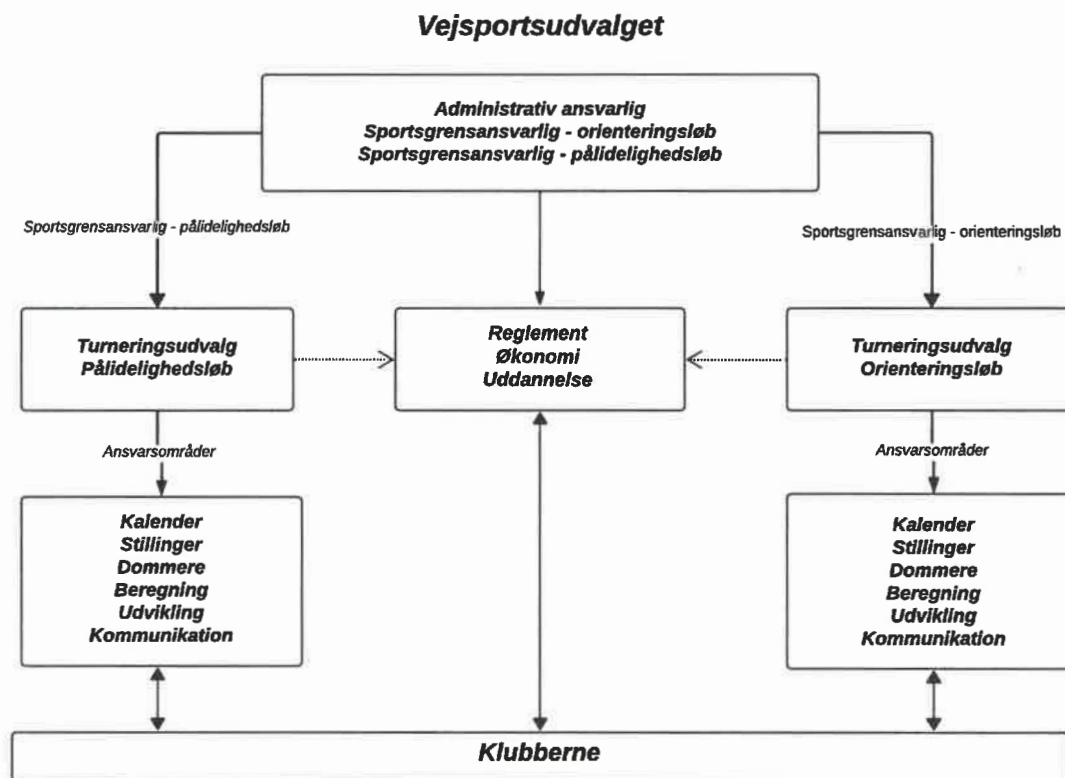 Vejsportsudvalget
Administrativ ansvarlig
Sportsgrensansvarlig - orienteringsløb
Sportsgrensansvarlig - pålidelighedsløb
Sportsgrensansvarlig - pålidelighedsløb
Sportsgrensansvarlig - orienteringsløb
Turneringsudvalg
Pålidelighedsløb
Reglement
Økonomi
Uddannelse
Turneringsudvalg
Orienteringsløb
Ansvarsområder
Ansvarsområder
Kalender
Stillinger
Dommere
Beregning
Udvikling
Kommunikation
Kalender
Stillinger
Dommere
Beregning
Udvikling
Kommunikation
Klubberne